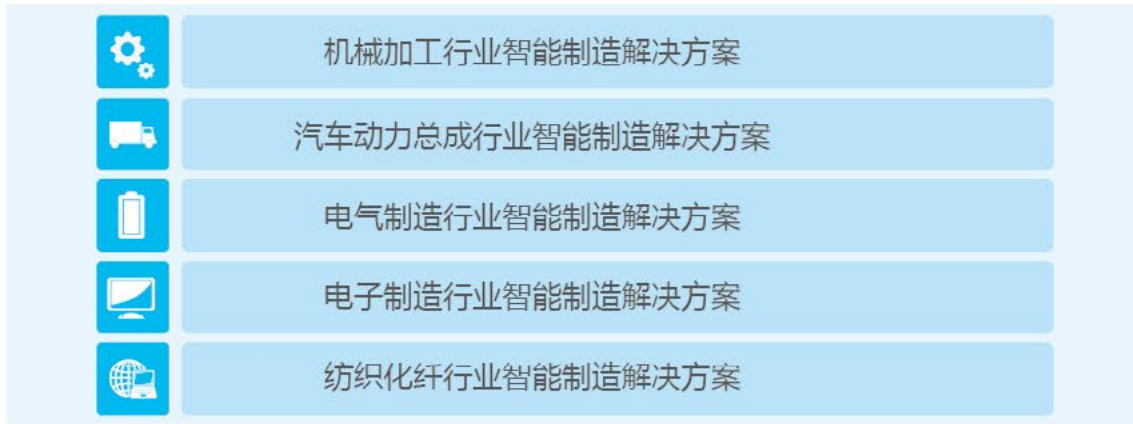 机械加工行业智能制造解决方案
汽车动力总成行业智能制造解决方案
电气制造行业智能制造解决方案
电子制造行业智能制造解决方案
纺织化纤行业智能制造解决方案